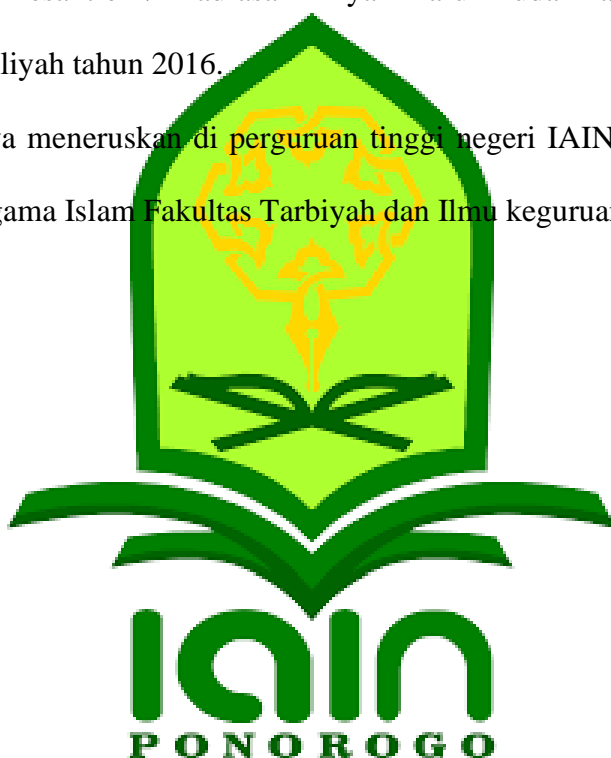 liyah tahun 2016.
meneruskan di perguruan tinggi negeri IAIN
gama Islam Fakultas Tarbiyah dan Ilmu keguruan
IAIN
PONOROGO